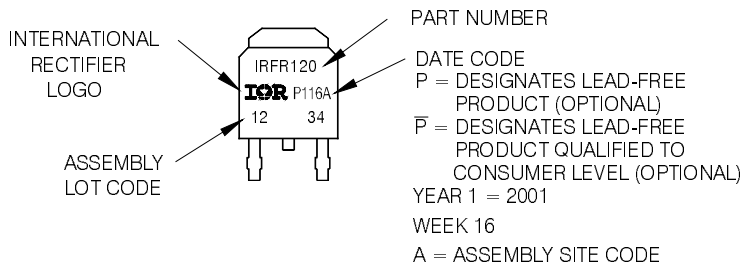 PART NUMBER
INTERNATIONAL
RECTIFIER
LOGO
IRFR120
IOR P116A
12 34
ASSEMBLY
LOT CODE
DATE CODE
P = DESIGNATES LEAD-FREE
PRODUCT (OPTIONAL)
P̅ = DESIGNATES LEAD-FREE
PRODUCT QUALIFIED TO
CONSUMER LEVEL (OPTIONAL)
YEAR 1 = 2001
WEEK 16
A = ASSEMBLY SITE CODE